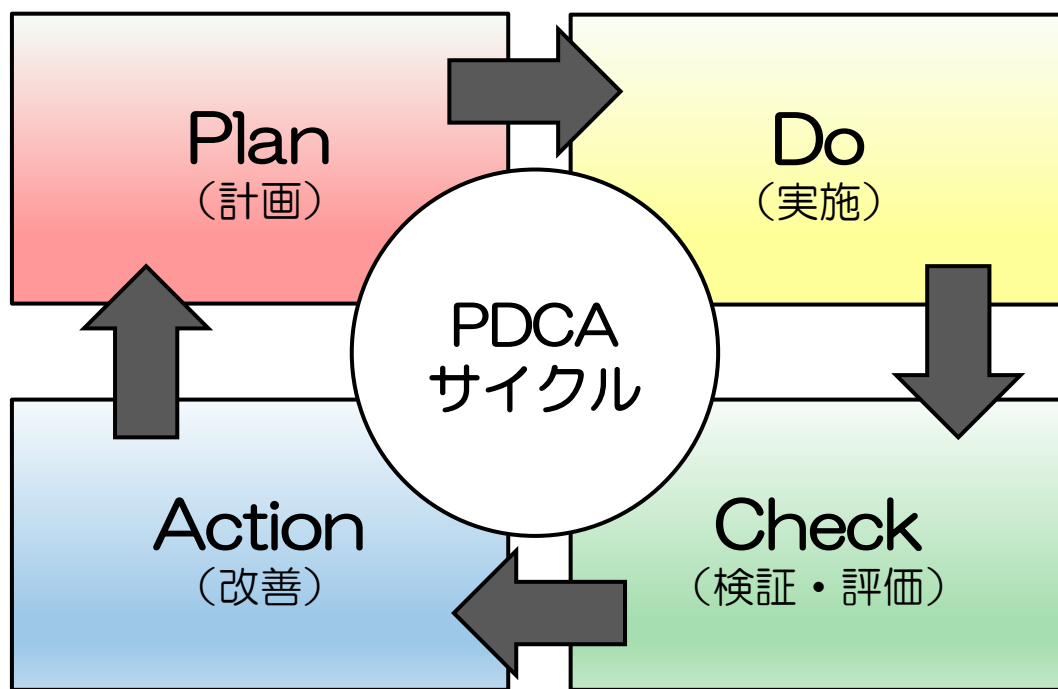 Plan
（計画）
Do
（実施）
PDCA
サイクル
Action
（改善）
Check
（検証・評価）